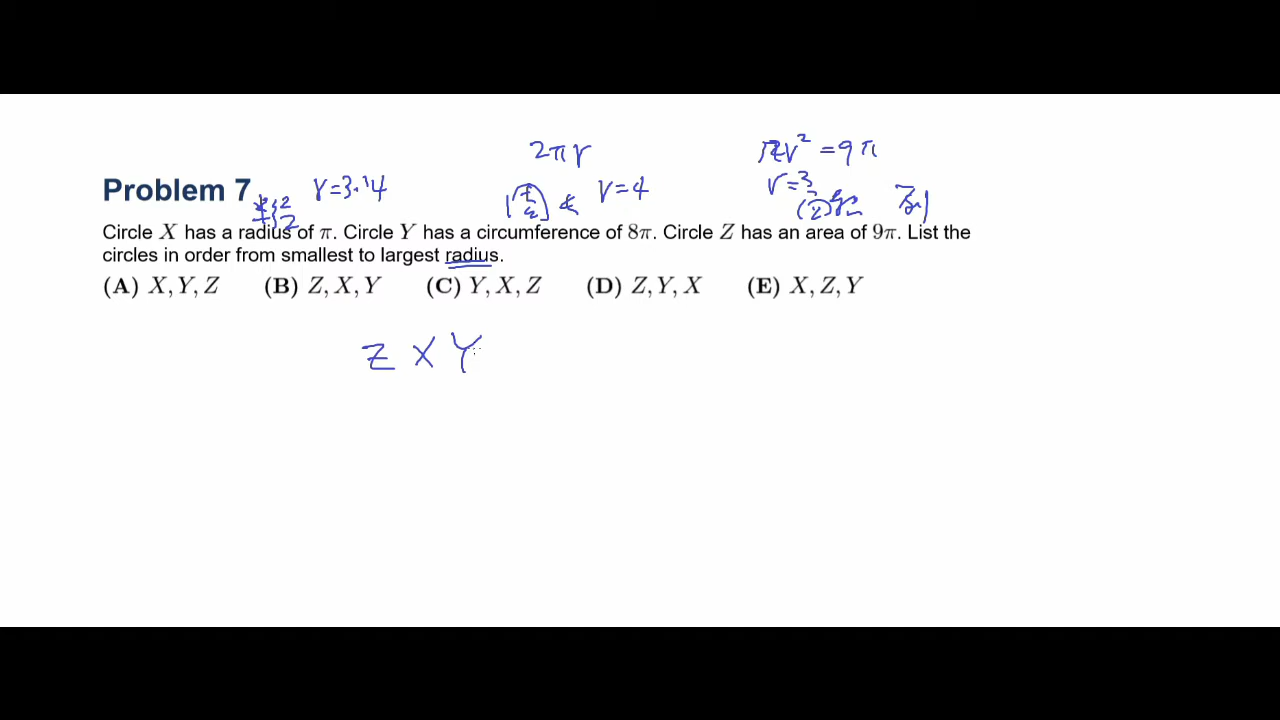 2πr
πr² = 9π
Problem 7
r=3.14
r=4
r=3
Circle X has a radius of π. Circle Y has a circumference of 8π. Circle Z has an area of 9π. List the
circles in order from smallest to largest radius.
(A) X, Y, Z (B) Z, X, Y (C) Y, X, Z (D) Z, Y, X (E) X, Z, Y
Z X Y